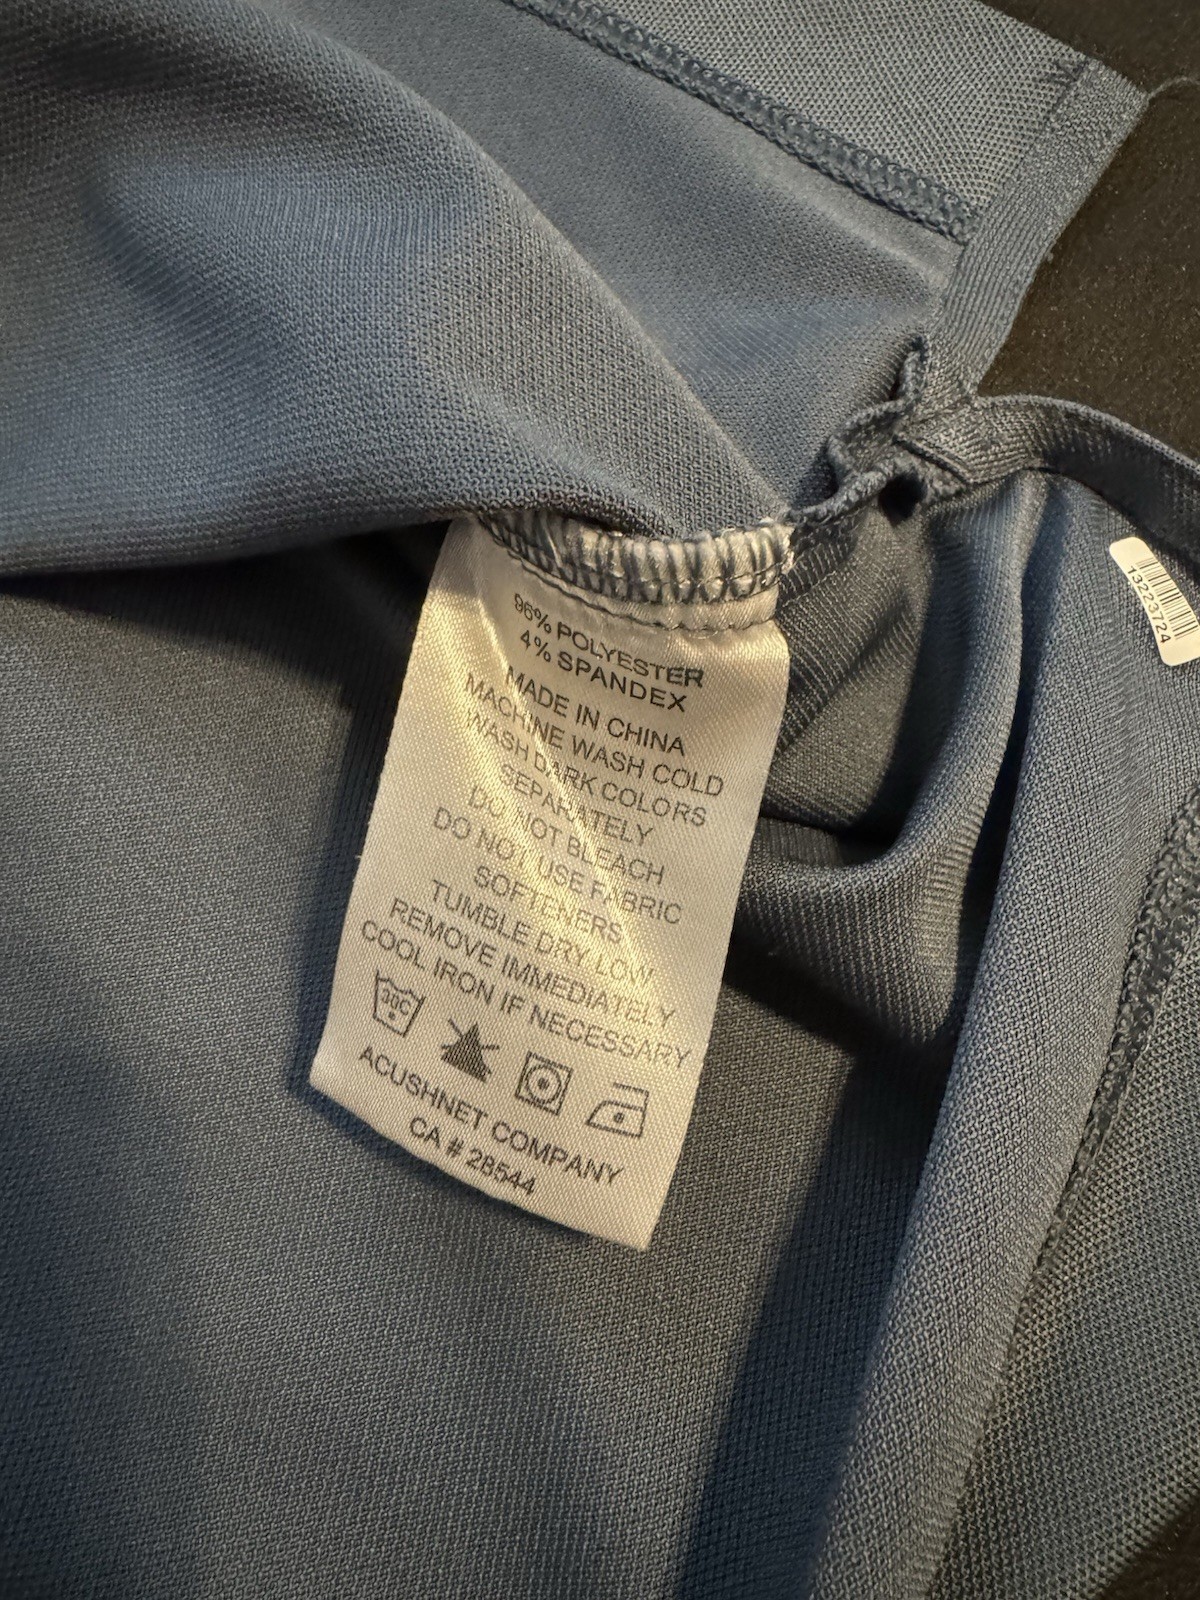 96% POLYESTER
4% SPANDEX
MADE IN CHINA
MACHINE WASH COLD
WASH DARK COLORS
SEPARATELY
DO NOT BLEACH
DO NOT USE FABRIC
SOFTENERS
TUMBLE DRY LOW
REMOVE IMMEDIATELY
COOL IRON IF NECESSARY
30C
ACUSHNET COMPANY
CA # 28544
13223724